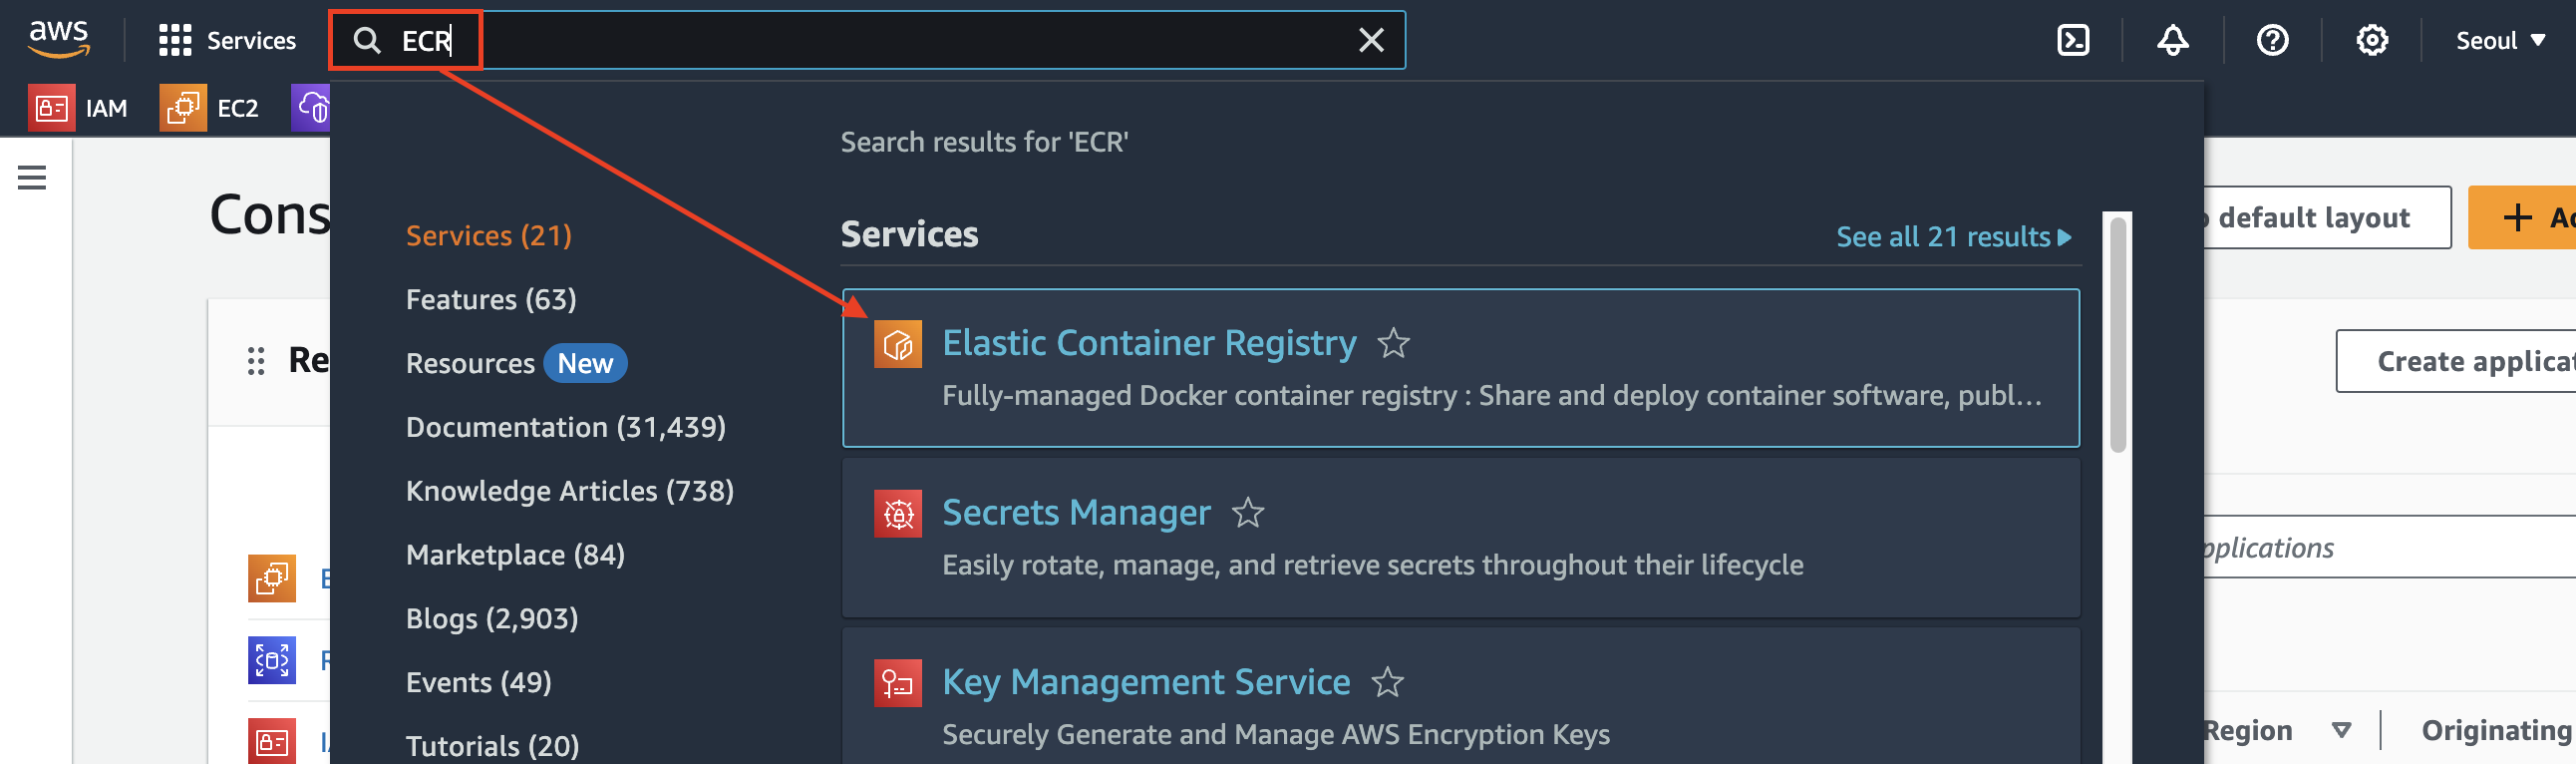 aws
Services
ECR
Seoul
IAM
EC2
Search results for 'ECR'
Cons
Services (21)
Features (63)
Resources New
Documentation (31,439)
Knowledge Articles (738)
Marketplace (84)
Blogs (2,903)
Events (49)
Tutorials (20)
Services
See all 21 results
Elastic Container Registry
Fully-managed Docker container registry : Share and deploy container software, publ...
Secrets Manager
Easily rotate, manage, and retrieve secrets throughout their lifecycle
Key Management Service
Securely Generate and Manage AWS Encryption Keys
default layout
Re
Create applicat
pplications
Region
Originating